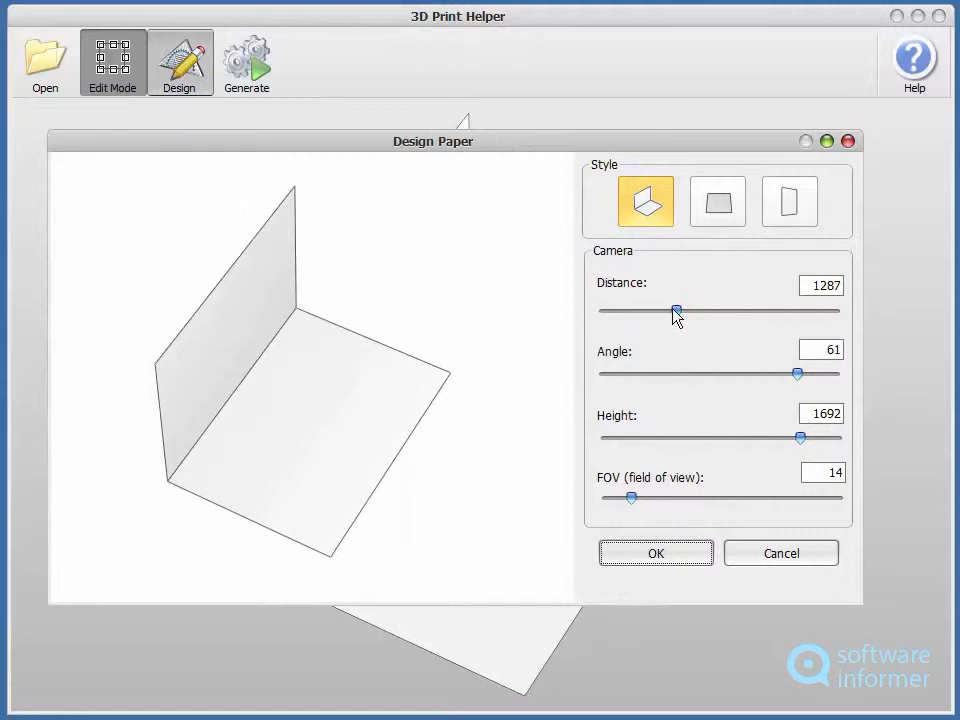 3D Print Helper
Open
Edit Mode
Design
Generate
Help
Design Paper
Style
Camera
Distance:
1287
Angle:
61
Height:
1692
FOV (field of view):
14
OK
Cancel
software
informer